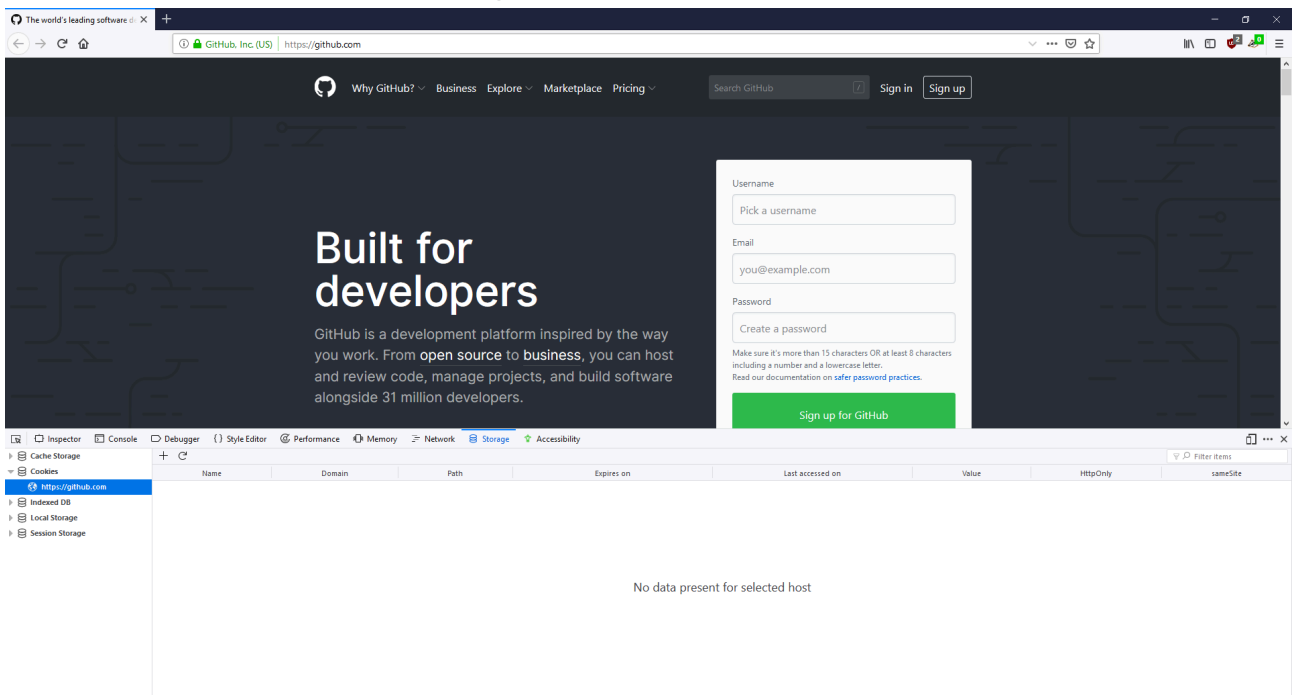 The world's leading software d
GitHub, Inc. (US) https://github.com
2
0
Why GitHub? Business Explore Marketplace Pricing Search GitHub / Sign in Sign up
Username
Pick a username
Email
you@example.com
Password
Create a password
Make sure it's more than 15 characters OR at least 8 characters
including a number and a lowercase letter.
Read our documentation on safer password practices.
Sign up for GitHub
Built for
developers
GitHub is a development platform inspired by the way
you work. From open source to business, you can host
and review code, manage projects, and build software
alongside 31 million developers.
Inspector Console Debugger {} Style Editor Performance Memory Network Storage Accessibility
Cache Storage
Cookies
https://github.com
Indexed DB
Local Storage
Session Storage
Filter items
Name Domain Path Expires on Last accessed on Value HttpOnly sameSite
No data present for selected host